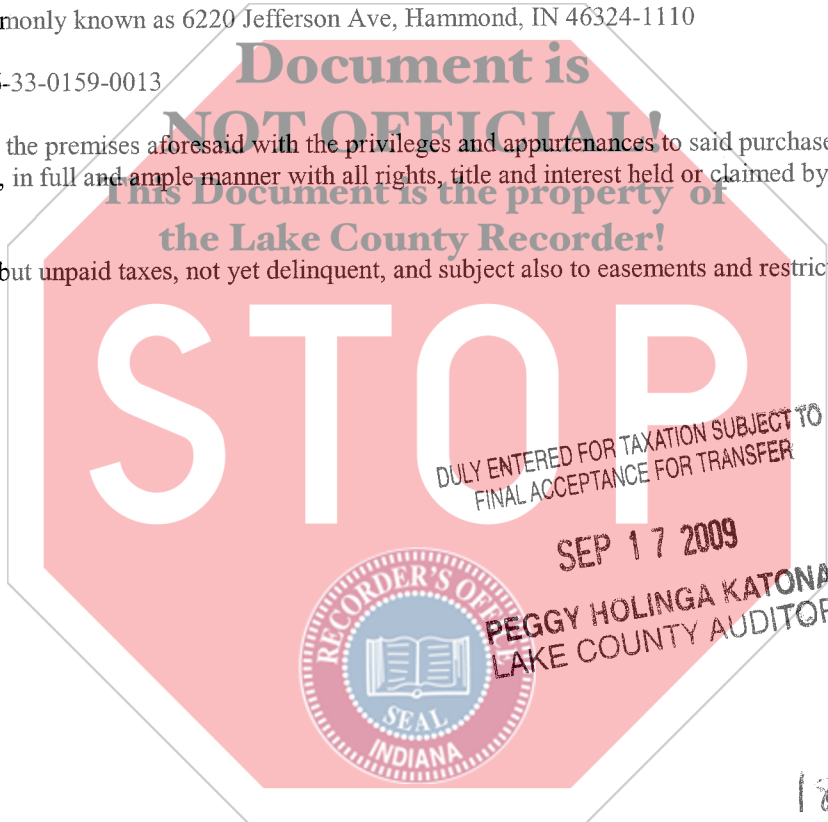 monly known as 6220 Jefferson Ave, Hammond, IN 46324-1110
Document is
-33-0159-0013
NOT OFFICIAL!
the premises aforesaid with the privileges and appurtenances to said purchase
, in full and ample manner with all rights, title and interest held or claimed by
This Document is the property of
the Lake County Recorder!
but unpaid taxes, not yet delinquent, and subject also to easements and restric
STOP
DULY ENTERED FOR TAXATION SUBJECT TO
FINAL ACCEPTANCE FOR TRANSFER
SEP 17 2009
PEGGY HOLINGA KATONA
LAKE COUNTY AUDITOR
RECORDER'S OFFICE
SEAL
INDIANA